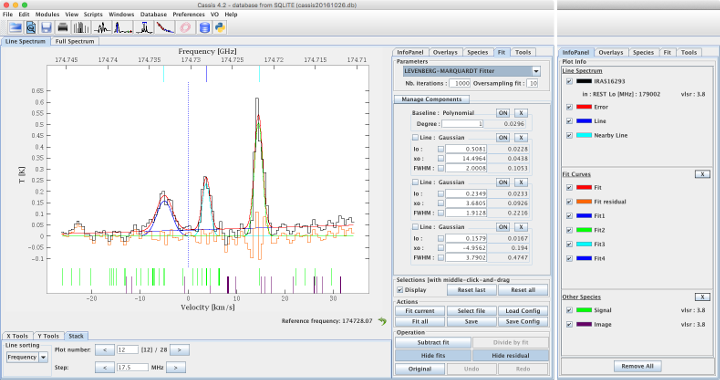 Cassis 4.2 - database from SQLITE (cassis20161026.db)
File Modules View Scripts Windows Database Preferences VO Help
Line Spectrum Full Spectrum
Frequency [GHz]
174.745 174.74 174.735 174.73 174.725 174.72 174.715 174.71
T [K]
0.65
0.6
0.55
0.5
0.45
0.4
0.35
0.3
0.25
0.2
0.15
0.1
0.05
0
-0.05
-0.1
-20 -10 0 10 20 30
Velocity [km/s]
Reference frequency: 174728.07
X Tools Y Tools Stack
Line sorting
Frequency
Plot number: < 12 [12] / 28 >
Step: < 17.5 MHz >
InfoPanel Overlays Species Fit Tools
Parameters
LEVENBERG-MARQUARDT Fitter
Nb. iterations : 1000 Oversampling fit : 10
Manage Components
Baseline : Polynomial ON X
Degree : 1 0.0296
Line : Gaussian ON X
Io : 0.5081 0.0228
xo : 14.4964 0.0438
FWHM : 2.0008 0.1053
Line : Gaussian ON X
Io : 0.2349 0.0233
xo : 3.6805 0.0926
FWHM : 1.9128 0.2216
Line : Gaussian ON X
Io : 0.1579 0.0167
xo : -4.9562 0.194
FWHM : 3.7902 0.4747
Selections [with middle-click-and-drag
Display Reset last Reset all
Actions
Fit current Select file Load Config
Fit all Save Save Config
Operation
Subtract fit Divide by fit
Hide fits Hide residual
Original Undo Redo
InfoPanel Overlays Species Fit Tools
Plot Info
Line Spectrum
IRAS16293
in : REST Lo [MHz] : 179002 vlsr : 3.8
Error
Line
Nearby Line
Fit Curves X
Fit
Fit residual
Fit1
Fit2
Fit3
Fit4
Other Species X
Signal vlsr : 3.8
Image vlsr : 3.8
Remove All